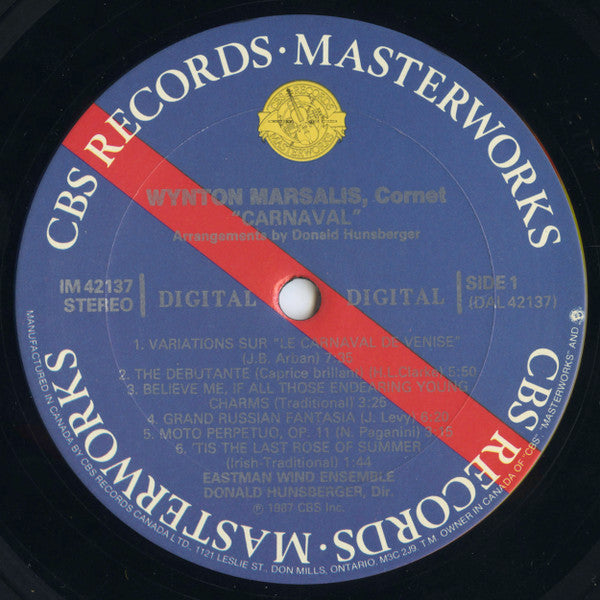 CBS RECORDS · MASTERWORKS
WYNTON MARSALIS, Cornet
"CARNAVAL"
Arrangements by Donald Hunsberger
IM 42137
STEREO
DIGITAL
DIGITAL
SIDE 1
(DAL 42137)
1. VARIATIONS SUR "LE CARNAVAL DE VENISE"
(J.B. Arban) 7:26
2. THE DEBUTANTE (Caprice brillant) (H.L. Clarke) 5:50
3. BELIEVE ME, IF ALL THOSE ENDEARING YOUNG
CHARMS (Traditional) 3:26
4. GRAND RUSSIAN FANTASIA (J. Levy) 6:20
5. MOTO PERPETUO, OP. 11 (N. Paganini)
6. 'TIS THE LAST ROSE OF SUMMER
(Irish-Traditional) 1:44
EASTMAN WIND ENSEMBLE
DONALD HUNSBERGER, Dir.
℗ 1987 CBS Inc.
CBS RECORDS · MASTERWORKS
MANUFACTURED IN CANADA BY CBS RECORDS CANADA LTD., 1121 LESLIE ST., DON MILLS, ONTARIO, M3C 2J9. T.M. OWNER IN CANADA OF "CBS" "MASTERWORKS" AND